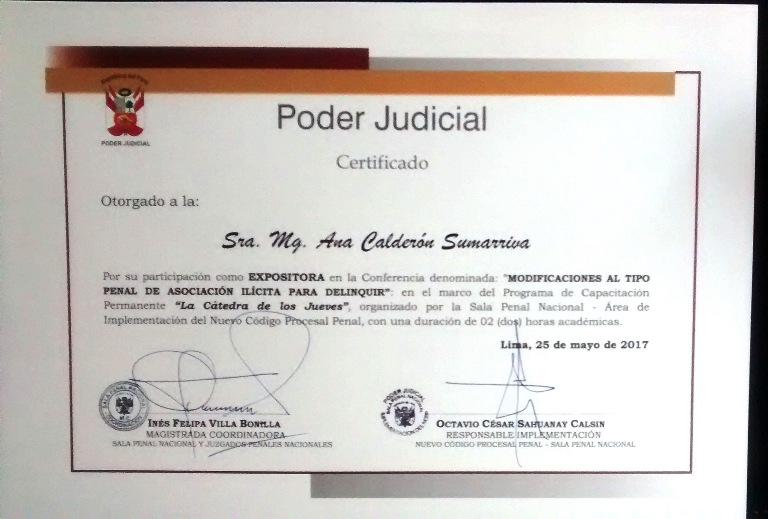 PODER JUDICIAL
Poder Judicial
Certificado
Otorgado a la:
Sra. Mg. Ana Calderón Sumarriva
Por su participación como EXPOSITORA en la Conferencia denominada: "MODIFICACIONES AL TIPO
PENAL DE ASOCIACIÓN ILÍCITA PARA DELINQUIR": en el marco del Programa de Capacitación
Permanente "La Cátedra de los Jueves", organizado por la Sala Penal Nacional - Área de
Implementación del Nuevo Código Procesal Penal, con una duración de 02 (dos) horas académicas.
Lima, 25 de mayo de 2017
INÉS FELIPA VILLA BONILLA
MAGISTRADA COORDINADORA
SALA PENAL NACIONAL Y JUZGADOS PENALES NACIONALES
OCTAVIO CÉSAR SAHUANAY CALSIN
RESPONSABLE IMPLEMENTACIÓN
NUEVO CÓDIGO PROCESAL PENAL - SALA PENAL NACIONAL